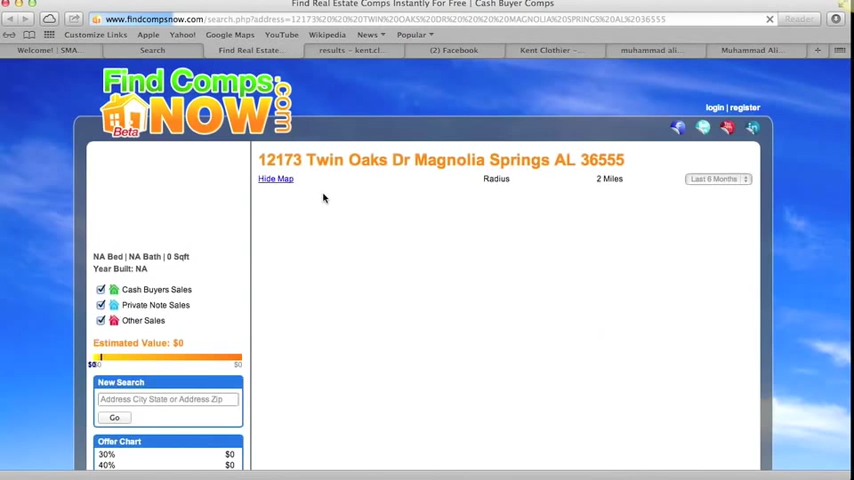 Find Real Estate Comps Instantly For Free | Cash Buyer Comps
www.findcompsnow.com/search.php?address=12173%20%20%20TWIN%20OAKS%20DR%20%20%20%20MAGNOLIA%20SPRINGS%20AL%2036555
Reader
Customize Links Apple Yahoo! Google Maps YouTube Wikipedia News Popular
Welcome! | SMA... Search Find Real Estate... results – kent.cl... (2) Facebook Kent Clothier –... muhammad ali... Muhammad Ali...
Find Comps
NOW.com
Beta
login | register
12173 Twin Oaks Dr Magnolia Springs AL 36555
Hide Map Radius 2 Miles Last 6 Months
NA Bed | NA Bath | 0 Sqft
Year Built: NA
Cash Buyers Sales
Private Note Sales
Other Sales
Estimated Value: $0
$0 $0 $0
New Search
Address City State or Address Zip
Go
Offer Chart
30% $0
40% $0